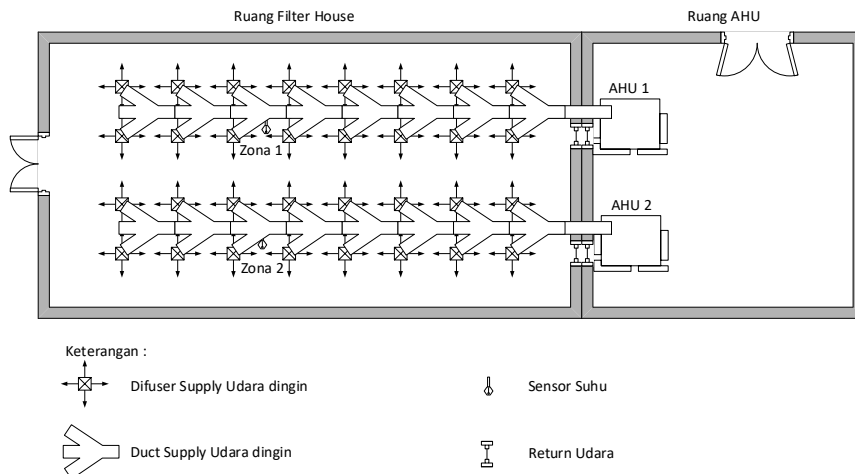 Ruang Filter House
Ruang AHU
AHU 1
Zona 1
AHU 2
Zona 2
Keterangan :
Difuser Supply Udara dingin
Sensor Suhu
Duct Supply Udara dingin
Return Udara